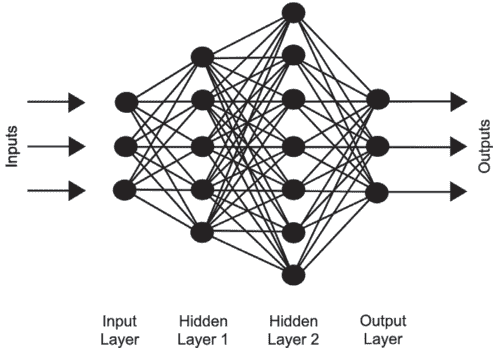 Inputs
Outputs
Input
Layer
Hidden
Layer 1
Hidden
Layer 2
Output
Layer